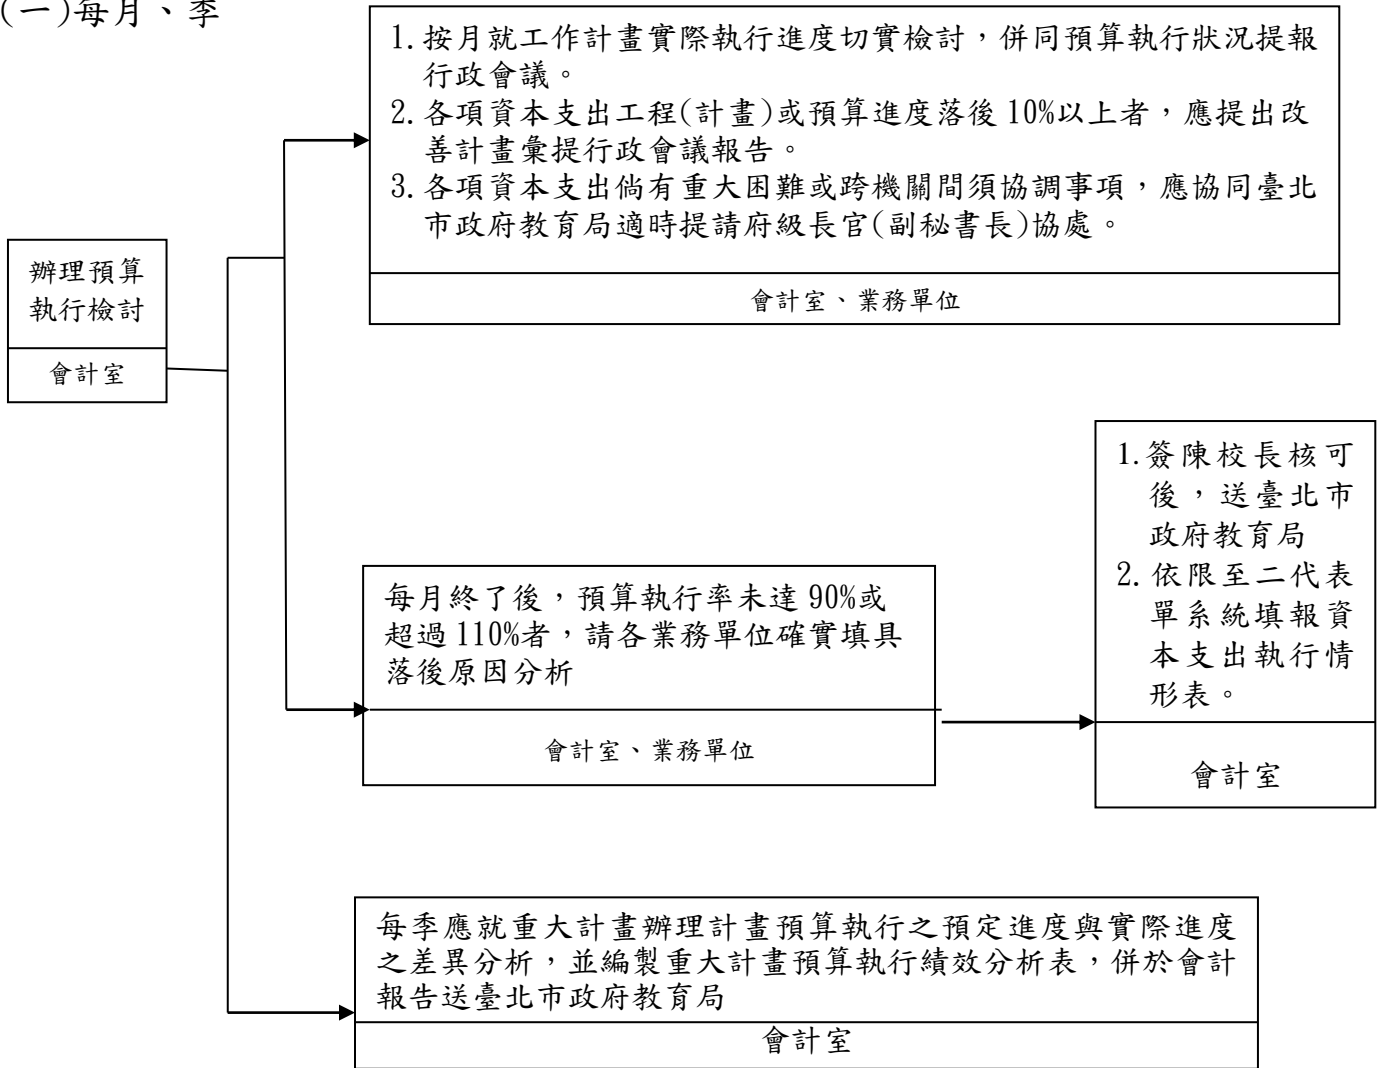 (一)每月、季
1.按月就工作計畫實際執行進度切實檢討，併同預算執行狀況提報
行政會議。
2.各項資本支出工程(計畫)或預算進度落後10%以上者，應提出改
善計畫彙提行政會議報告。
3.各項資本支出倘有重大困難或跨機關間須協調事項，應協同臺北
市政府教育局適時提請府級長官(副秘書長)協處。
會計室、業務單位
辦理預算
執行檢討
會計室
1.簽陳校長核可
後，送臺北市
政府教育局
2.依限至二代表
單系統填報資
本支出執行情
形表。
會計室
每月終了後，預算執行率未達90%或
超過110%者，請各業務單位確實填具
落後原因分析
會計室、業務單位
每季應就重大計畫辦理計畫預算執行之預定進度與實際進度
之差異分析，並編製重大計畫預算執行績效分析表，併於會計
報告送臺北市政府教育局
會計室